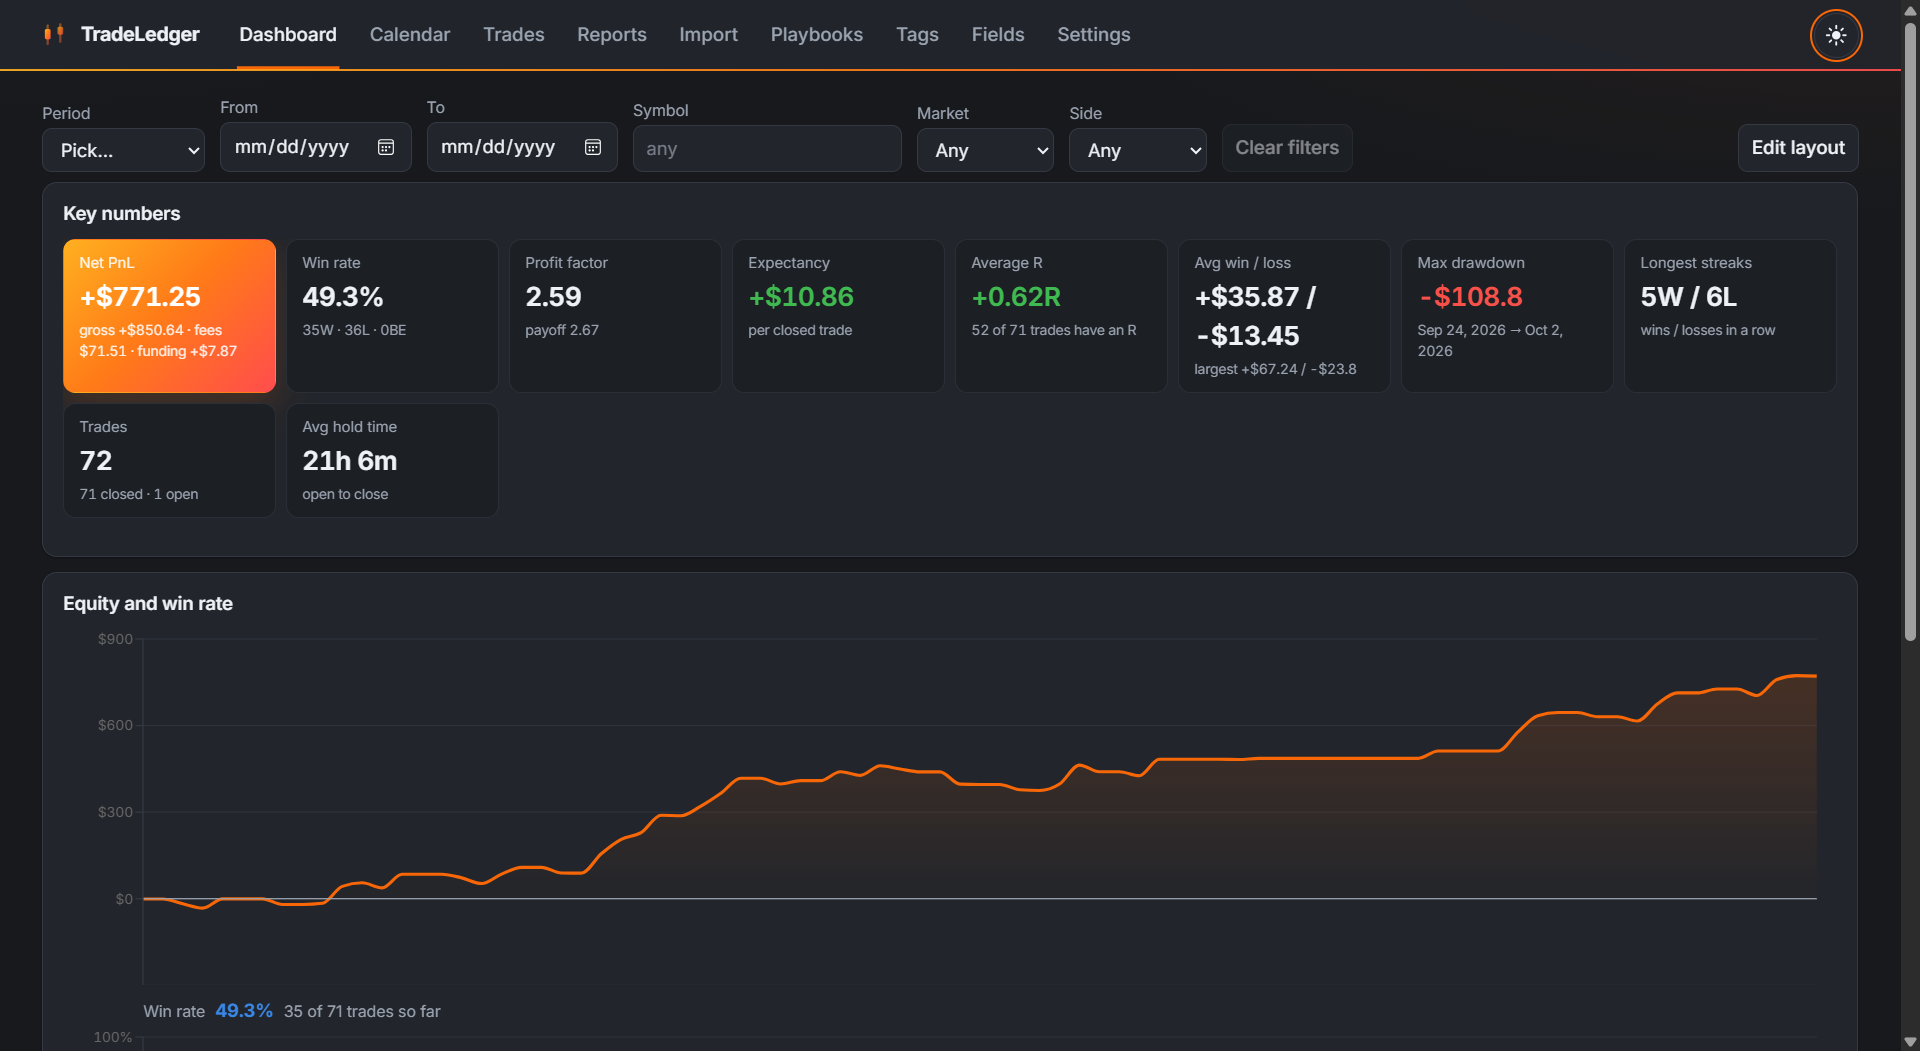 TradeLedger Dashboard Calendar Trades Reports Import Playbooks Tags Fields Settings
Period From To Symbol Market Side
Pick... mm/dd/yyyy mm/dd/yyyy any Any Any Clear filters Edit layout
Key numbers
Net PnL
+$771.25
gross +$850.64 · fees
$71.51 · funding +$7.87
Win rate
49.3%
35W · 36L · 0BE
Profit factor
2.59
payoff 2.67
Expectancy
+$10.86
per closed trade
Average R
+0.62R
52 of 71 trades have an R
Avg win / loss
+$35.87 /
-$13.45
largest +$67.24 / -$23.8
Max drawdown
-$108.8
Sep 24, 2026 → Oct 2,
2026
Longest streaks
5W / 6L
wins / losses in a row
Trades
72
71 closed · 1 open
Avg hold time
21h 6m
open to close
Equity and win rate
$900
$600
$300
$0
Win rate 49.3% 35 of 71 trades so far
100%